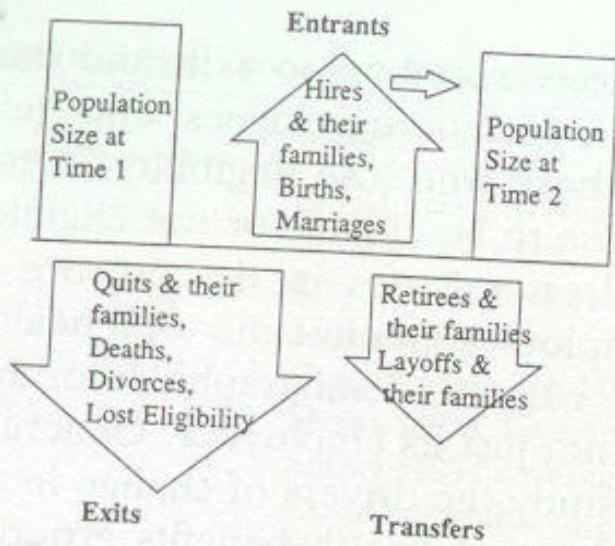 Entrants
Population
Size at
Time 1
Hires
& their
families,
Births,
Marriages
Population
Size at
Time 2
Quits & their
families,
Deaths,
Divorces,
Lost Eligibility
Retirees &
their families
Layoffs &
their families
Exits
Transfers